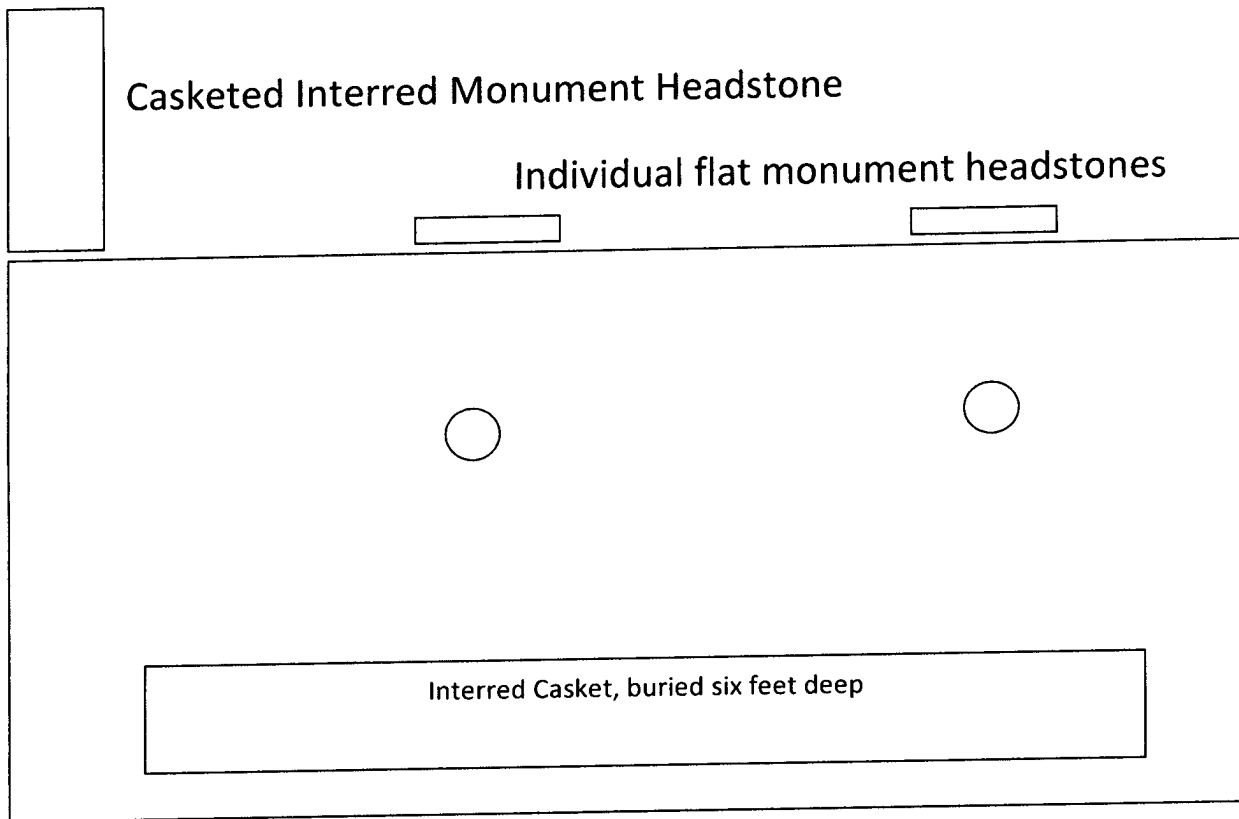 Casketed Interred Monument Headstone
Individual flat monument headstones
Interred Casket, buried six feet deep